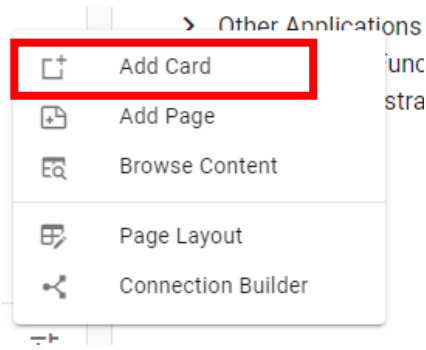 Other Applications
Add Card
Add Page
Browse Content
Page Layout
Connection Builder